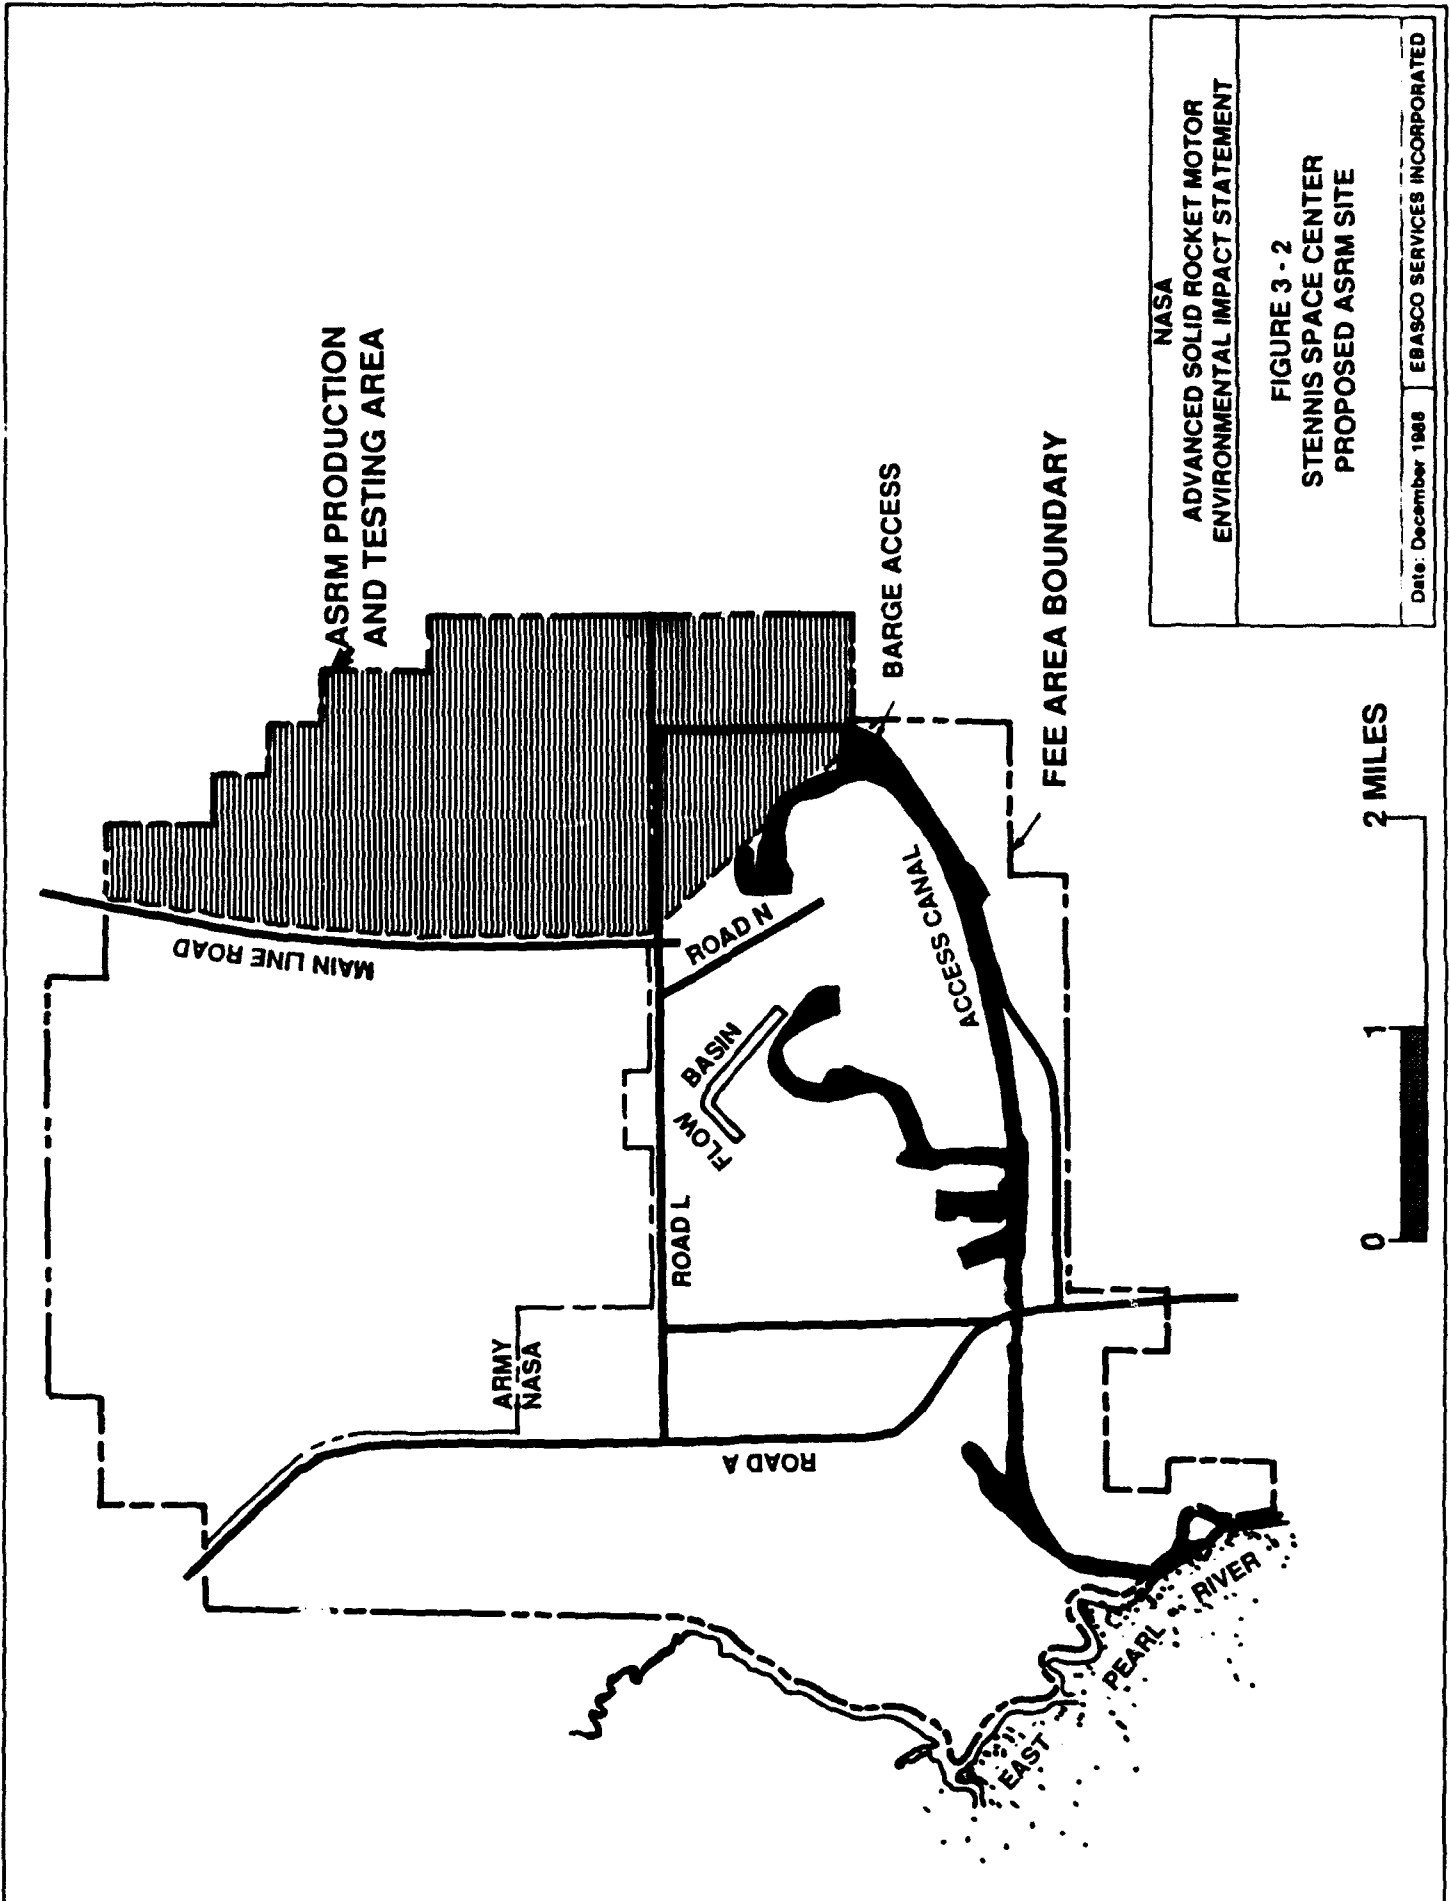 ASRM PRODUCTION
AND TESTING AREA
MAIN LINE ROAD
ROAD N
FLOW BASIN
BARGE ACCESS
ACCESS CANAL
FEE AREA BOUNDARY
ROAD L
ARMY
NASA
ROAD A
EAST PEARL RIVER
0 1 2 MILES
NASA
ADVANCED SOLID ROCKET MOTOR
ENVIRONMENTAL IMPACT STATEMENT
FIGURE 3 - 2
STENNIS SPACE CENTER
PROPOSED ASRM SITE
Date: December 1988 EBASCO SERVICES INCORPORATED